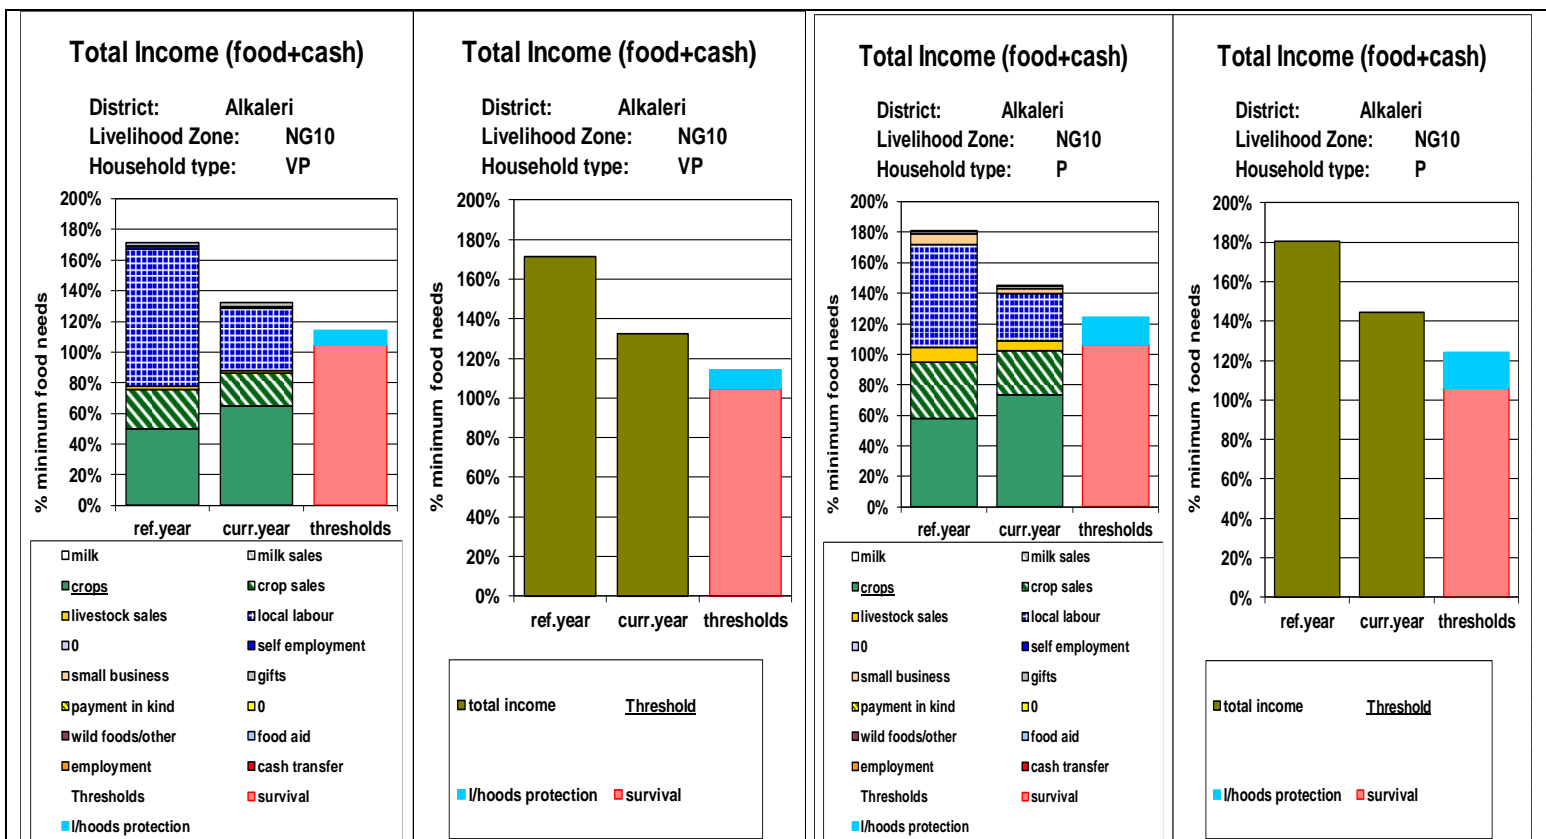 Total Income (food+cash)
District: Alkaleri
Livelihood Zone: NG10
Household type: VP
% minimum food needs
200%
180%
160%
140%
120%
100%
80%
60%
40%
20%
0%
ref.year curr.year thresholds
milk milk sales
crops crop sales
livestock sales local labour
0 self employment
small business gifts
payment in kind 0
wild foods/other food aid
employment cash transfer
Thresholds survival
l/hoods protection
Total Income (food+cash)
District: Alkaleri
Livelihood Zone: NG10
Household type: VP
% minimum food needs
200%
180%
160%
140%
120%
100%
80%
60%
40%
20%
0%
ref.year curr.year thresholds
total income Threshold
l/hoods protection survival
Total Income (food+cash)
District: Alkaleri
Livelihood Zone: NG10
Household type: P
% minimum food needs
200%
180%
160%
140%
120%
100%
80%
60%
40%
20%
0%
ref.year curr.year thresholds
milk milk sales
crops crop sales
livestock sales local labour
0 self employment
small business gifts
payment in kind 0
wild foods/other food aid
employment cash transfer
Thresholds survival
l/hoods protection
Total Income (food+cash)
District: Alkaleri
Livelihood Zone: NG10
Household type: P
% minimum food needs
200%
180%
160%
140%
120%
100%
80%
60%
40%
20%
0%
ref.year curr.year thresholds
total income Threshold
l/hoods protection survival